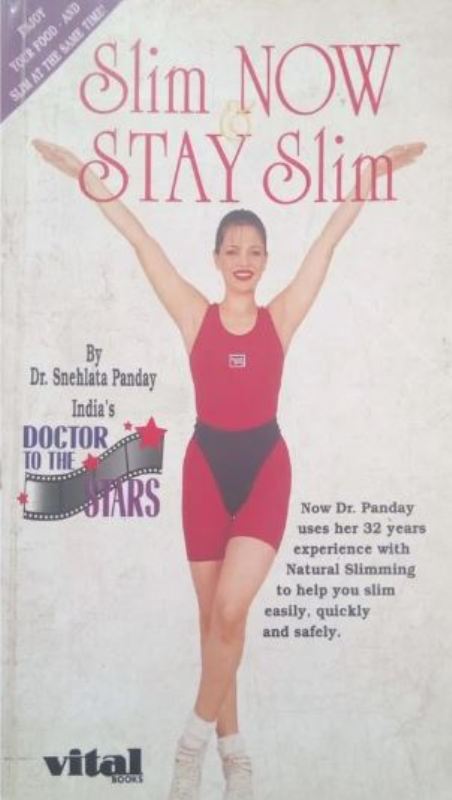 ENJOY
YOUR FOOD - AND
SLIM AT THE SAME TIME!
Slim NOW
&
STAY Slim
By
Dr. Snehlata Panday
India's
DOCTOR
TO THE
STARS
Now Dr. Panday
uses her 32 years
experience with
Natural Slimming
to help you slim
easily, quickly
and safely.
vital
BOOKS